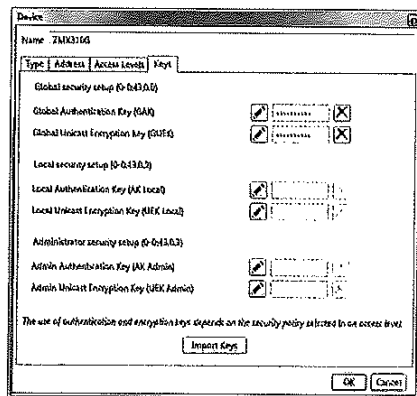 Device
Name ZMX310G
Type Address Access Levels Keys
Global security setup (0-0:43.0.0)
Global Authentication Key (GAK)
Global Unicast Encryption Key (GUEK)
Local security setup (0-0:43.0.2)
Local Authentication Key (AK Local)
Local Unicast Encryption Key (UEK Local)
Administrator security setup (0-0:43.0.3)
Admin Authentication Key (AK Admin)
Admin Unicast Encryption Key (UEK Admin)
The use of authentication and encryption keys depends on the security policy selected in an access level
Import Keys
OK Cancel